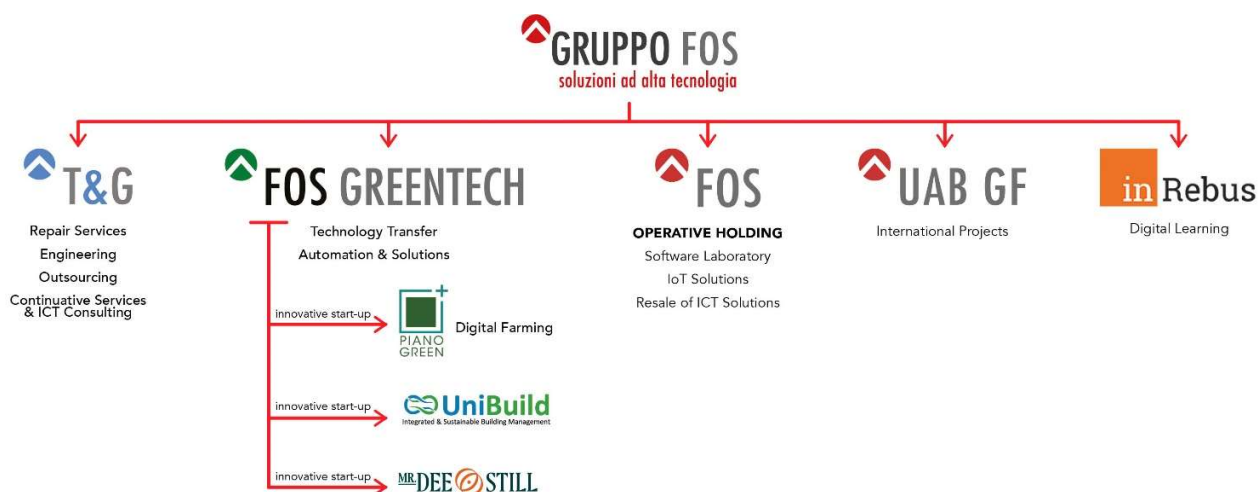 GRUPPO FOS
soluzioni ad alta tecnologia
T&G
Repair Services
Engineering
Outsourcing
Continuative Services
& ICT Consulting
FOS GREENTECH
Technology Transfer
Automation & Solutions
innovative start-up
PIANO
GREEN
Digital Farming
innovative start-up
UniBuild
Integrated & Sustainable Building Management
innovative start-up
MR.DEE STILL
FOS
OPERATIVE HOLDING
Software Laboratory
IoT Solutions
Resale of ICT Solutions
UAB GF
International Projects
in Rebus
Digital Learning